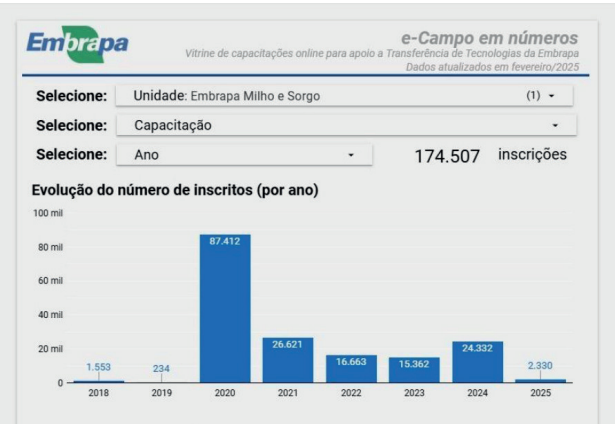 Embrapa
e-Campo em números
Vitrine de capacitações online para apoio a Transferência de Tecnologias da Embrapa
Dados atualizados em fevereiro/2025
Selecione: Unidade: Embrapa Milho e Sorgo (1)
Selecione: Capacitação
Selecione: Ano 174.507 inscrições
Evolução do número de inscritos (por ano)
100 mil
80 mil
60 mil
40 mil
20 mil
0
1.553 234 87.412 26.621 16.663 15.362 24.332 2.330
2018 2019 2020 2021 2022 2023 2024 2025